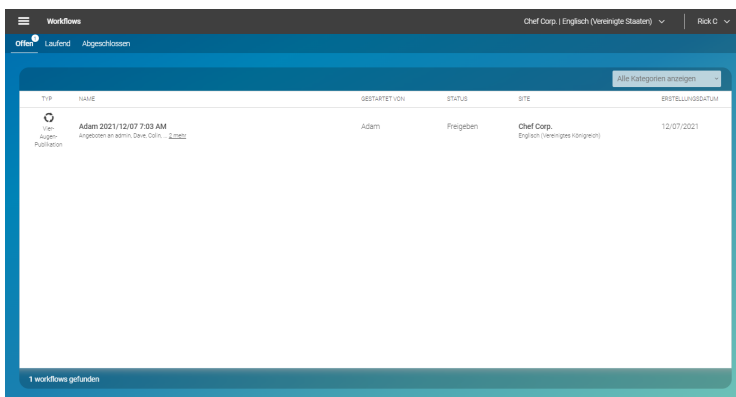 Workflows
Chef Corp. | Englisch (Vereinigte Staaten)
Rick C
Offen 1
Laufend
Abgeschlossen
Alle Kategorien anzeigen
TYP
NAME
GESTARTET VON
STATUS
SITE
ERSTELLUNGSDATUM
Vier-
Augen-
Publikation
Adam 2021/12/07 7:03 AM
Angeboten an admin, Dave, Colin, ... 2 mehr
Adam
Freigeben
Chef Corp.
Englisch (Vereinigtes Königreich)
12/07/2021
1 workflows gefunden